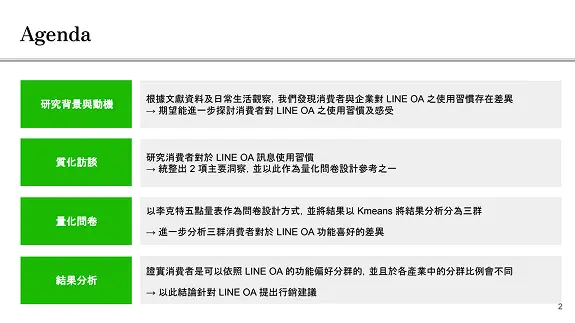 Agenda
研究背景與動機
根據文獻資料及日常生活觀察，我們發現消費者與企業對 LINE OA 之使用習慣存在差異
→ 期望能進一步探討消費者對 LINE OA 之使用習慣及感受
質化訪談
研究消費者對於 LINE OA 訊息使用習慣
→ 統整出 2 項主要洞察，並以此作為量化問卷設計參考之一
量化問卷
以李克特五點量表作為問卷設計方式，並將結果以 Kmeans 將結果分析分為三群
→ 進一步分析三群消費者對於 LINE OA 功能喜好的差異
結果分析
證實消費者是可以依照 LINE OA 的功能偏好分群的，並且於各產業中的分群比例會不同
→ 以此結論針對 LINE OA 提出行銷建議
2